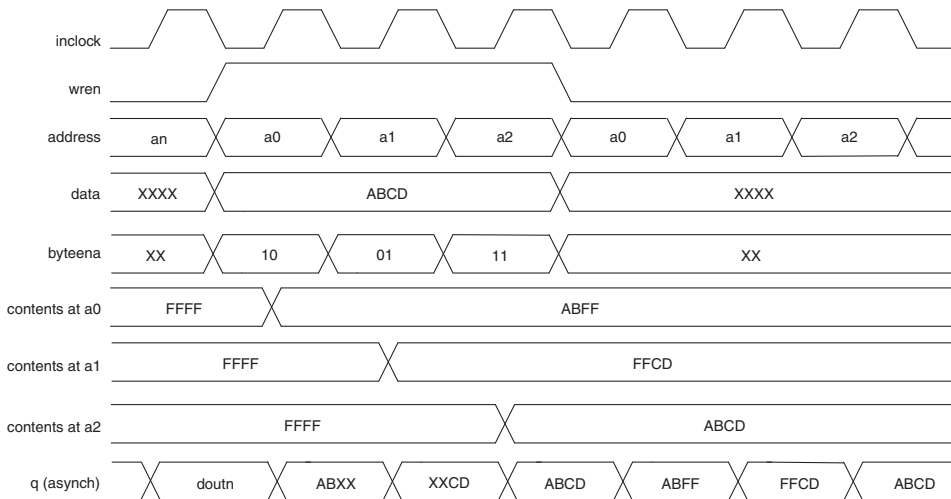 inclock
wren
address an a0 a1 a2 a0 a1 a2
data XXXX ABCD XXXX
byteena XX 10 01 11 XX
contents at a0 FFFF ABFF
contents at a1 FFFF FFCD
contents at a2 FFFF ABCD
q (asynch) doutn ABXX XXCD ABCD ABFF FFCD ABCD